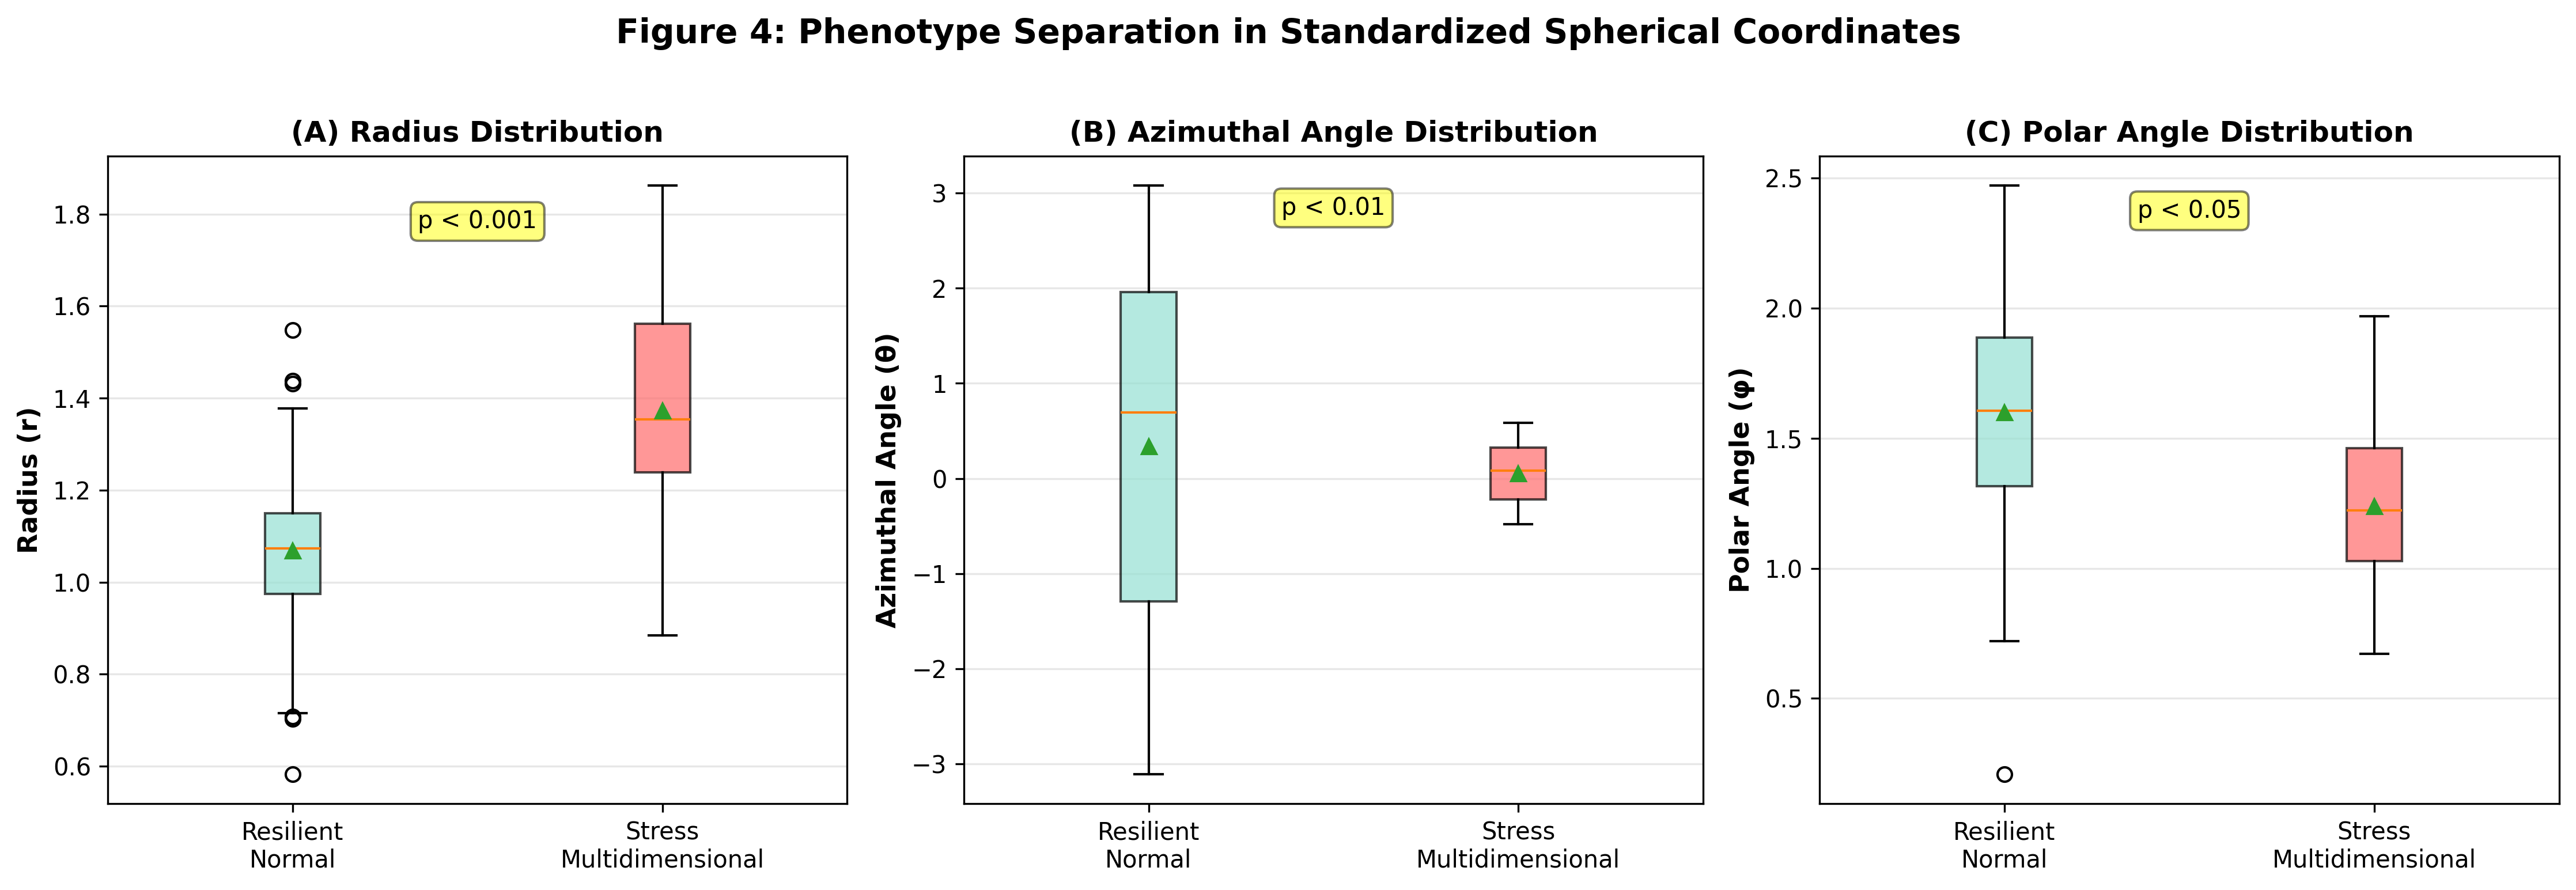 Figure 4: Phenotype Separation in Standardized Spherical Coordinates
(A) Radius Distribution
p < 0.001
Radius (r)
1.8
1.6
1.4
1.2
1.0
0.8
0.6
Resilient
Normal
Stress
Multidimensional
(B) Azimuthal Angle Distribution
p < 0.01
Azimuthal Angle (θ)
3
2
1
0
−1
−2
−3
Resilient
Normal
Stress
Multidimensional
(C) Polar Angle Distribution
p < 0.05
Polar Angle (φ)
2.5
2.0
1.5
1.0
0.5
Resilient
Normal
Stress
Multidimensional